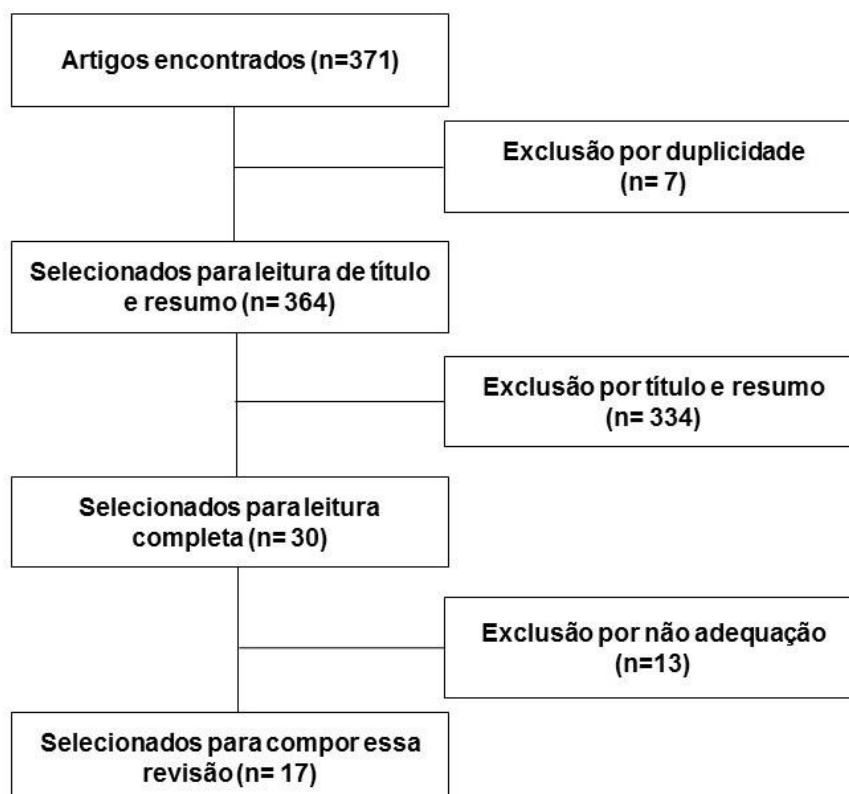 Artigos encontrados (n=371)
Exclusão por duplicidade
(n= 7)
Selecionados para leitura de título
e resumo (n= 364)
Exclusão por título e resumo
(n= 334)
Selecionados para leitura
completa (n= 30)
Exclusão por não adequação
(n=13)
Selecionados para compor essa
revisão (n= 17)